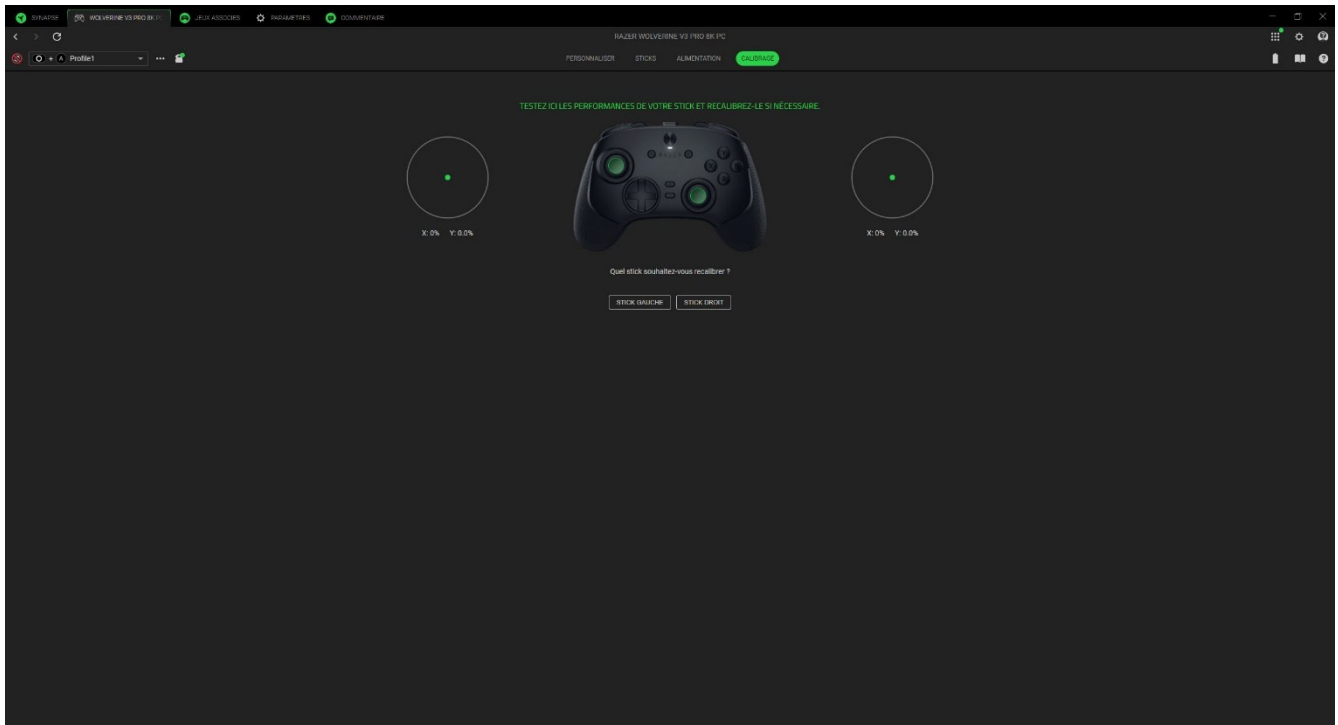 SYNAPSE WOLVERINE V3 PRO 8K PC JEUX ASSOCIÉS PARAMÈTRES COMMENTAIRE
RAZER WOLVERINE V3 PRO 8K PC
+ A Profile1 PERSONNALISER STICKS ALIMENTATION CALIBRAGE
TESTEZ ICI LES PERFORMANCES DE VOTRE STICK ET RECALIBREZ-LE SI NÉCESSAIRE.
RAZER
Y
X: 0% Y: 0.0% X: 0% Y: 0.0%
Quel stick souhaitez-vous recalibrer ?
STICK GAUCHE STICK DROIT